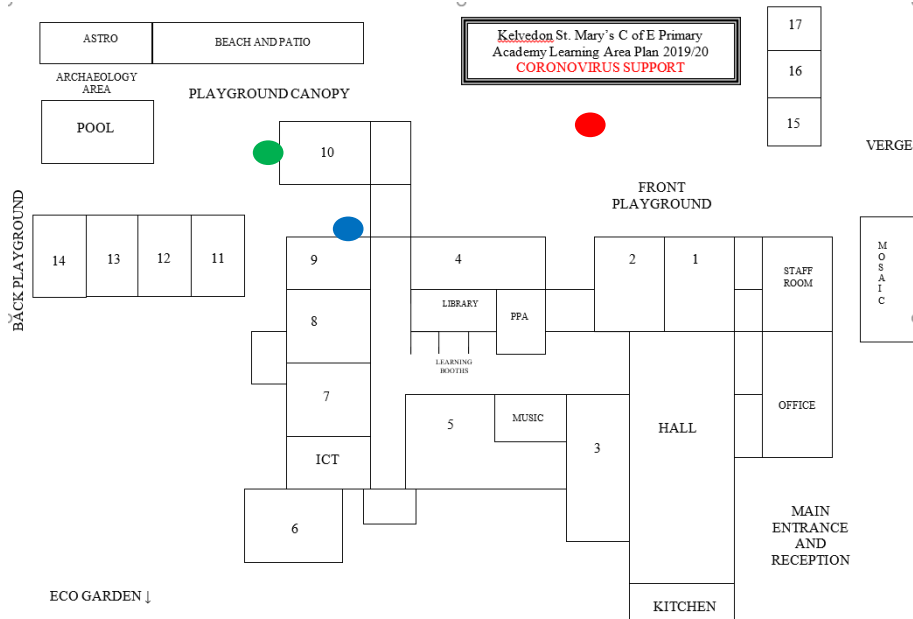 ASTRO
BEACH AND PATIO
Kelvedon St. Mary's C of E Primary
Academy Learning Area Plan 2019/20
CORONOVIRUS SUPPORT
17
16
15
ARCHAEOLOGY
AREA
PLAYGROUND CANOPY
POOL
10
VERGE
FRONT
PLAYGROUND
BACK PLAYGROUND
14
13
12
11
9
4
2
1
STAFF
ROOM
MOSAIC
LIBRARY
PPA
8
LEARNING
BOOTHS
7
5
MUSIC
3
HALL
OFFICE
ICT
6
MAIN
ENTRANCE
AND
RECEPTION
ECO GARDEN ↓
KITCHEN